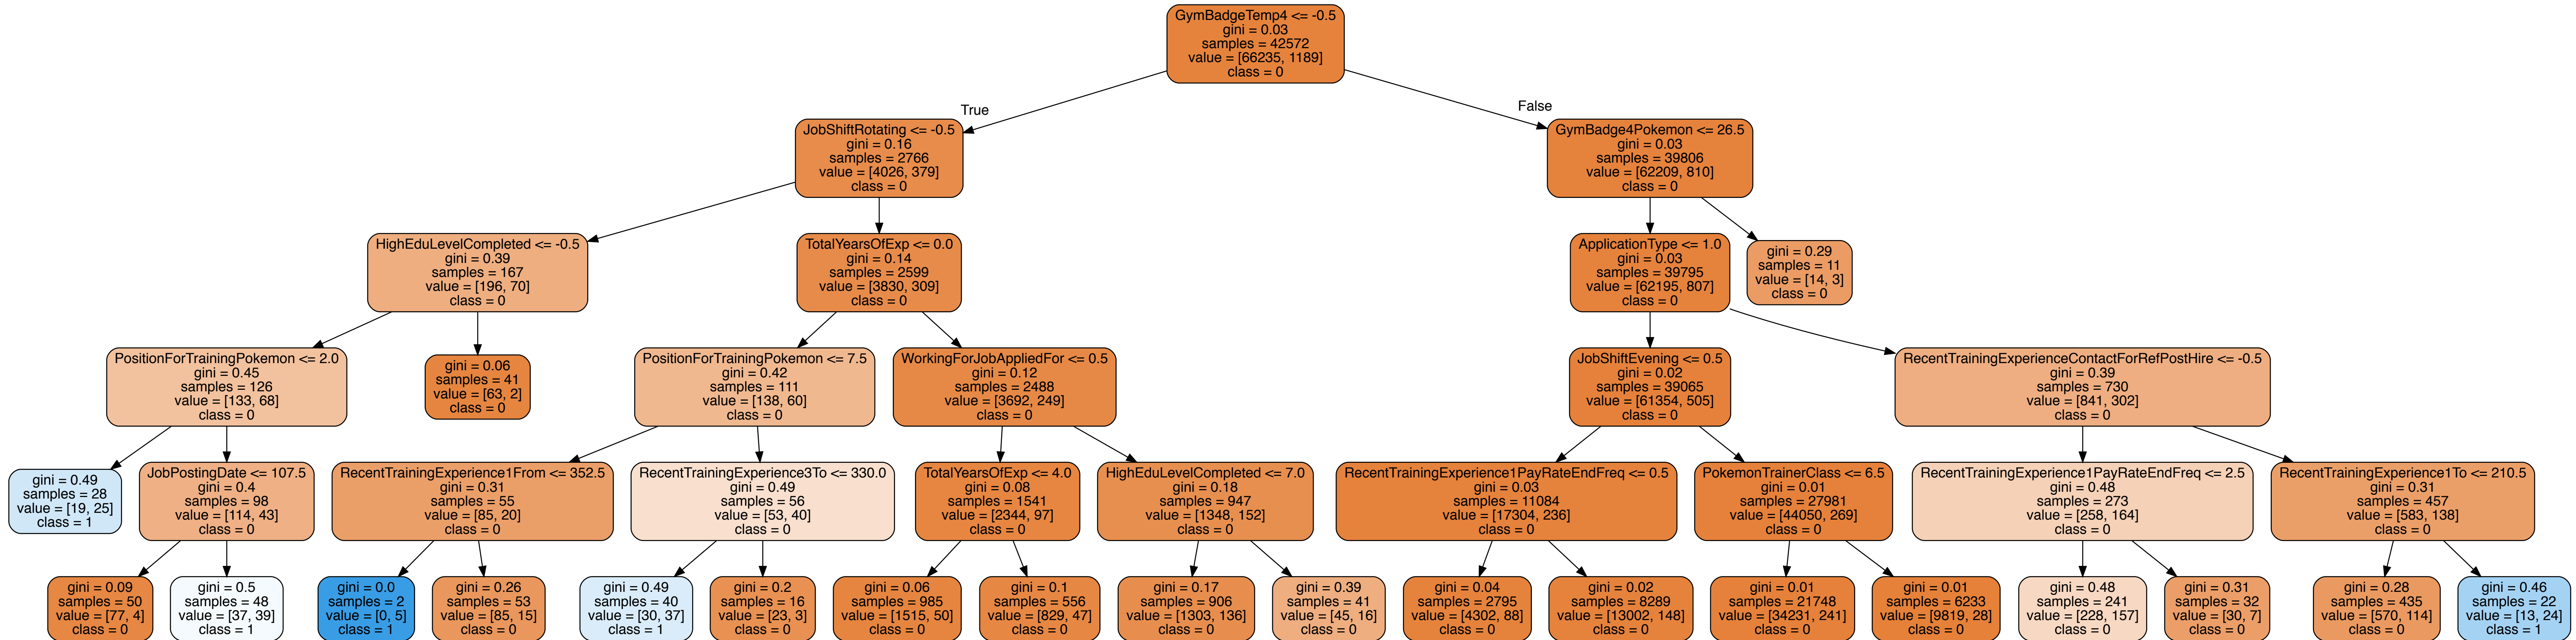 GymBadgeTemp4 <= -0.5
gini = 0.03
samples = 42572
value = [66235, 1189]
class = 0
True
False
JobShiftRotating <= -0.5
gini = 0.16
samples = 2766
value = [4026, 379]
class = 0
GymBadge4Pokemon <= 26.5
gini = 0.03
samples = 39806
value = [62209, 810]
class = 0
HighEduLevelCompleted <= -0.5
gini = 0.39
samples = 167
value = [196, 70]
class = 0
TotalYearsOfExp <= 0.0
gini = 0.14
samples = 2599
value = [3830, 309]
class = 0
ApplicationType <= 1.0
gini = 0.03
samples = 39795
value = [62195, 807]
class = 0
gini = 0.29
samples = 11
value = [14, 3]
class = 0
PositionForTrainingPokemon <= 2.0
gini = 0.45
samples = 126
value = [133, 68]
class = 0
gini = 0.06
samples = 41
value = [63, 2]
class = 0
PositionForTrainingPokemon <= 7.5
gini = 0.42
samples = 111
value = [138, 60]
class = 0
WorkingForJobAppliedFor <= 0.5
gini = 0.12
samples = 2488
value = [3692, 249]
class = 0
JobShiftEvening <= 0.5
gini = 0.02
samples = 39065
value = [61354, 505]
class = 0
RecentTrainingExperienceContactForRefPostHire <= -0.5
gini = 0.39
samples = 730
value = [841, 302]
class = 0
gini = 0.49
samples = 28
value = [19, 25]
class = 1
JobPostingDate <= 107.5
gini = 0.4
samples = 98
value = [114, 43]
class = 0
RecentTrainingExperience1From <= 352.5
gini = 0.31
samples = 55
value = [85, 20]
class = 0
RecentTrainingExperience3To <= 330.0
gini = 0.49
samples = 56
value = [53, 40]
class = 0
TotalYearsOfExp <= 4.0
gini = 0.08
samples = 1541
value = [2344, 97]
class = 0
HighEduLevelCompleted <= 7.0
gini = 0.18
samples = 947
value = [1348, 152]
class = 0
RecentTrainingExperience1PayRateEndFreq <= 0.5
gini = 0.03
samples = 11084
value = [17304, 236]
class = 0
PokemonTrainerClass <= 6.5
gini = 0.01
samples = 27981
value = [44050, 269]
class = 0
RecentTrainingExperience1PayRateEndFreq <= 2.5
gini = 0.48
samples = 273
value = [258, 164]
class = 0
RecentTrainingExperience1To <= 210.5
gini = 0.31
samples = 457
value = [583, 138]
class = 0
gini = 0.09
samples = 50
value = [77, 4]
class = 0
gini = 0.5
samples = 48
value = [37, 39]
class = 1
gini = 0.0
samples = 2
value = [0, 5]
class = 1
gini = 0.26
samples = 53
value = [85, 15]
class = 0
gini = 0.49
samples = 40
value = [30, 37]
class = 1
gini = 0.2
samples = 16
value = [23, 3]
class = 0
gini = 0.06
samples = 985
value = [1515, 50]
class = 0
gini = 0.1
samples = 556
value = [829, 47]
class = 0
gini = 0.17
samples = 906
value = [1303, 136]
class = 0
gini = 0.39
samples = 41
value = [45, 16]
class = 0
gini = 0.04
samples = 2795
value = [4302, 88]
class = 0
gini = 0.02
samples = 8289
value = [13002, 148]
class = 0
gini = 0.01
samples = 21748
value = [34231, 241]
class = 0
gini = 0.01
samples = 6233
value = [9819, 28]
class = 0
gini = 0.48
samples = 241
value = [228, 157]
class = 0
gini = 0.31
samples = 32
value = [30, 7]
class = 0
gini = 0.28
samples = 435
value = [570, 114]
class = 0
gini = 0.46
samples = 22
value = [13, 24]
class = 1